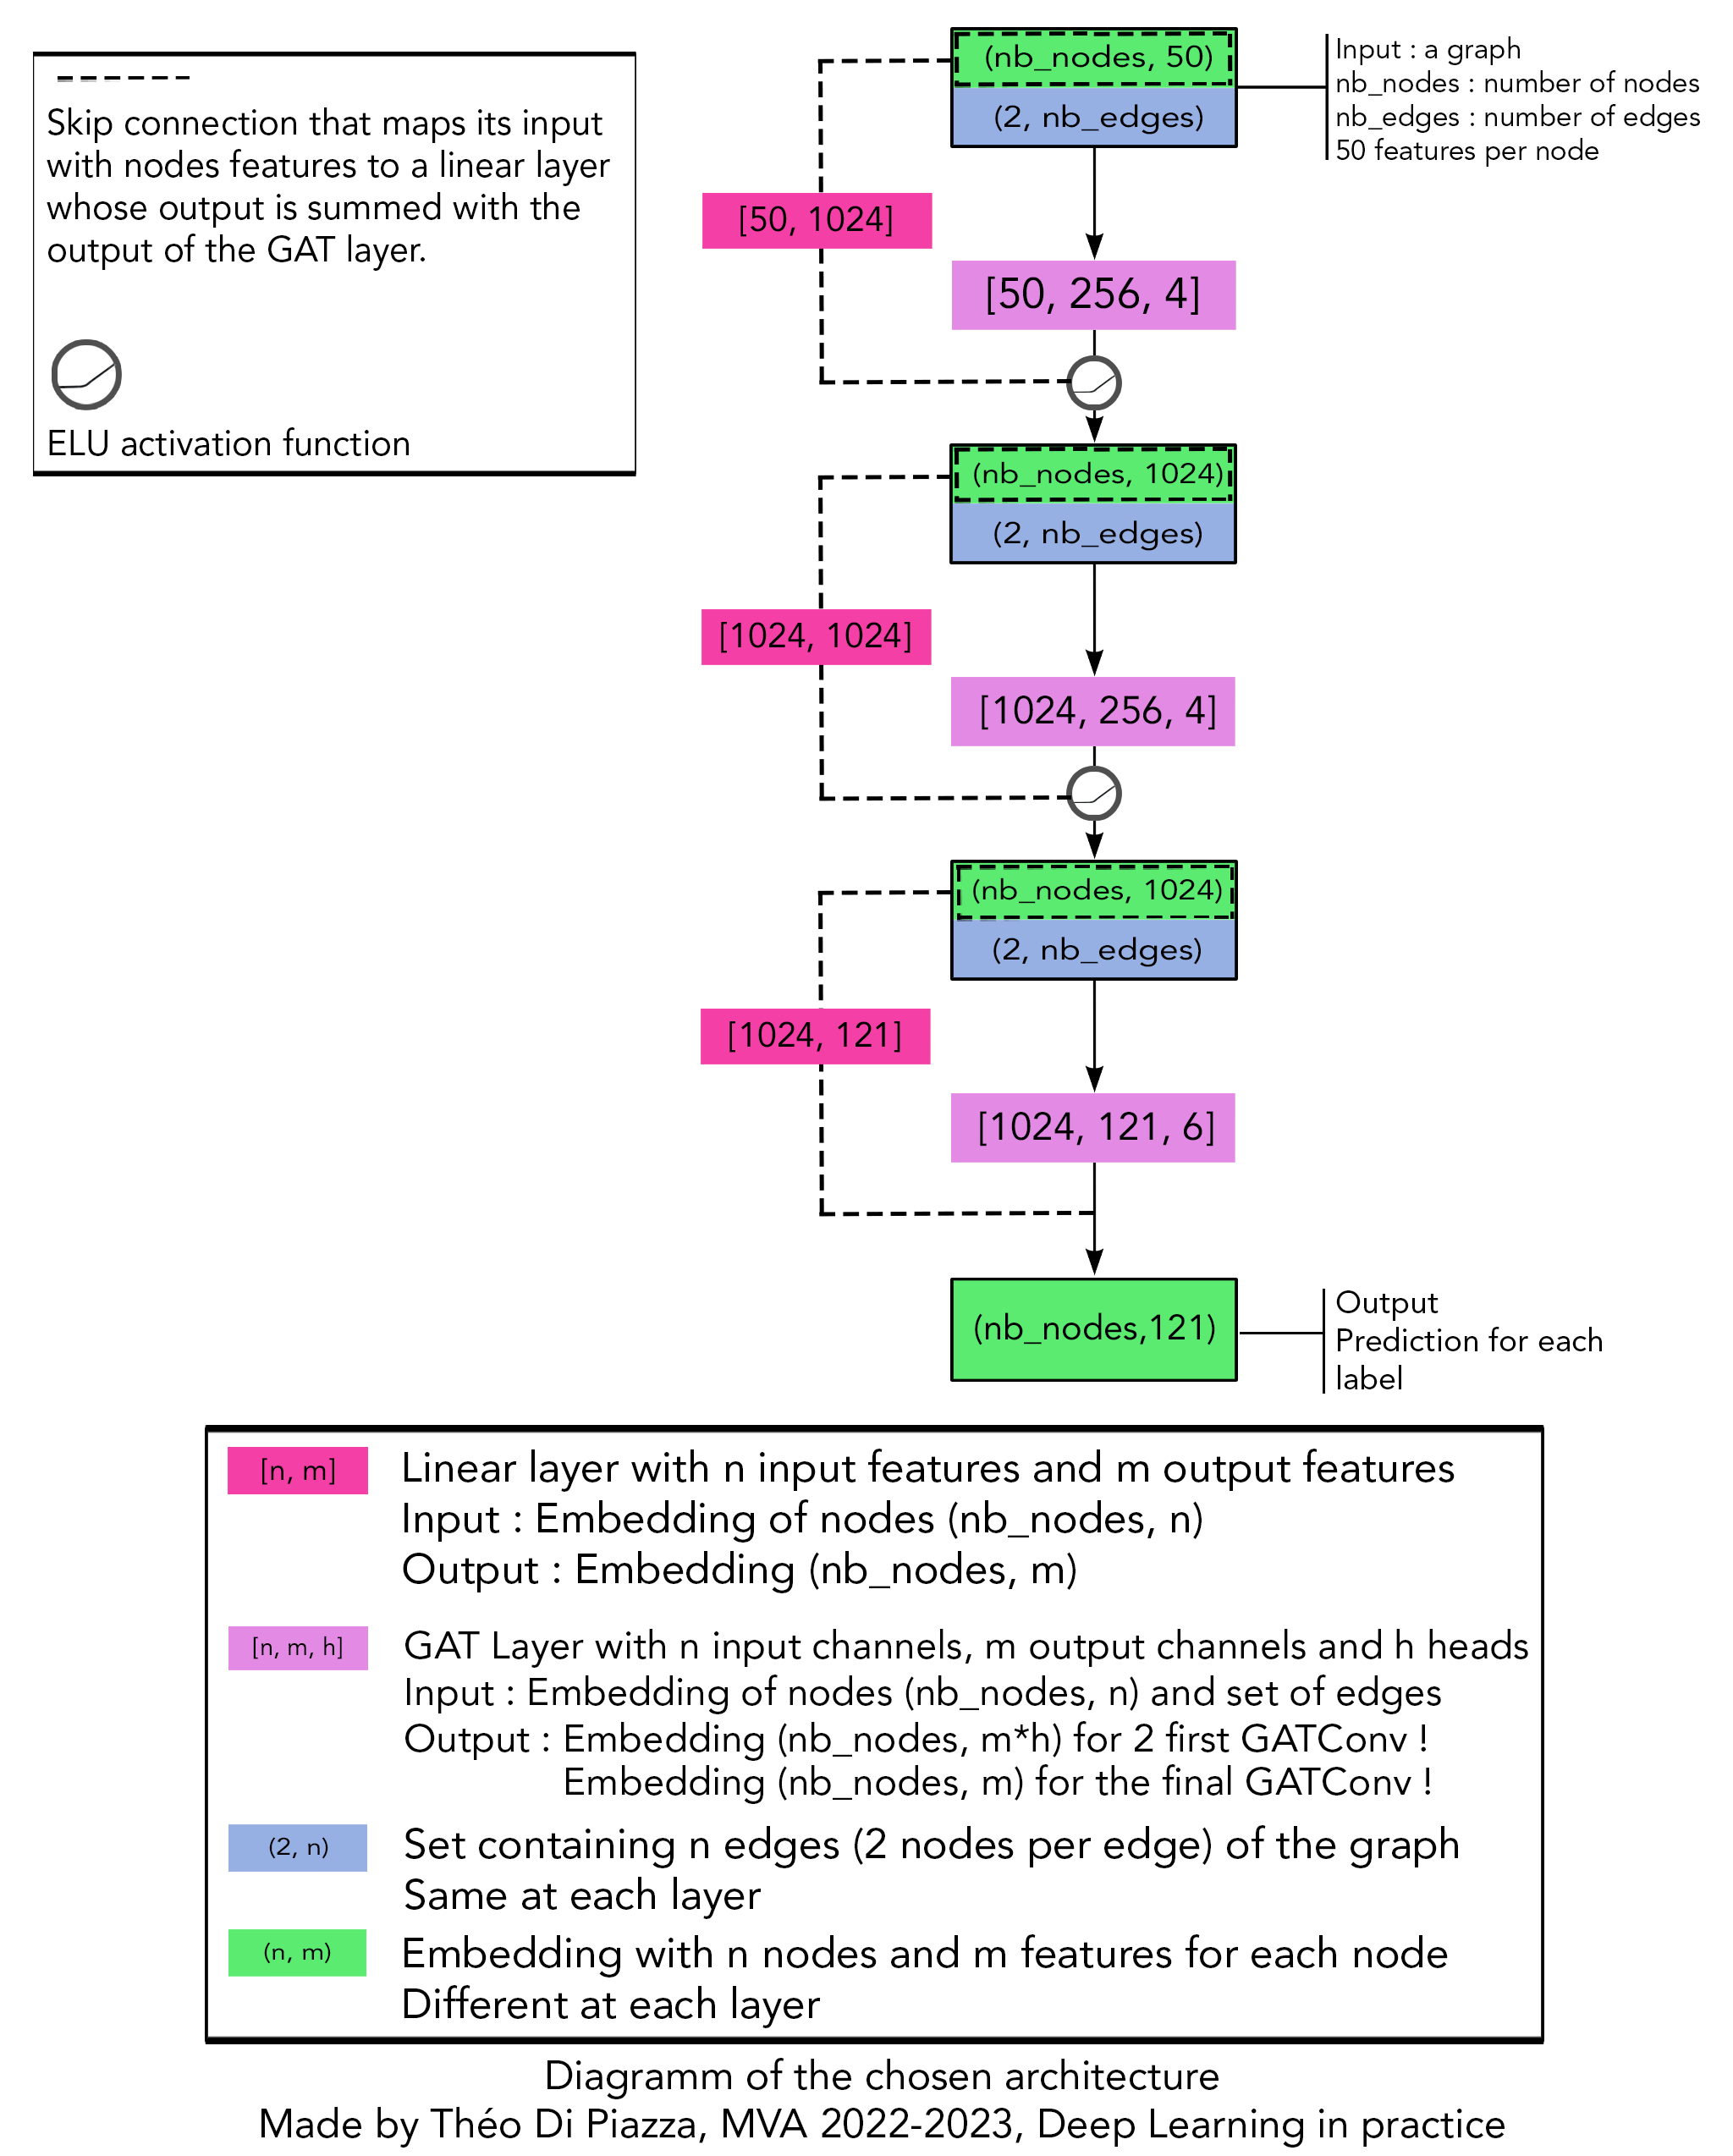 Skip connection that maps its input
with nodes features to a linear layer
whose output is summed with the
output of the GAT layer.
ELU activation function
(nb_nodes, 50)
(2, nb_edges)
Input : a graph
nb_nodes : number of nodes
nb_edges : number of edges
50 features per node
[50, 1024]
[50, 256, 4]
(nb_nodes, 1024)
(2, nb_edges)
[1024, 1024]
[1024, 256, 4]
(nb_nodes, 1024)
(2, nb_edges)
[1024, 121]
[1024, 121, 6]
(nb_nodes,121)
Output
Prediction for each
label
[n, m]
Linear layer with n input features and m output features
Input : Embedding of nodes (nb_nodes, n)
Output : Embedding (nb_nodes, m)
[n, m, h]
GAT Layer with n input channels, m output channels and h heads
Input : Embedding of nodes (nb_nodes, n) and set of edges
Output : Embedding (nb_nodes, m*h) for 2 first GATConv !
Embedding (nb_nodes, m) for the final GATConv !
(2, n)
Set containing n edges (2 nodes per edge) of the graph
Same at each layer
(n, m)
Embedding with n nodes and m features for each node
Different at each layer
Diagramm of the chosen architecture
Made by Théo Di Piazza, MVA 2022-2023, Deep Learning in practice